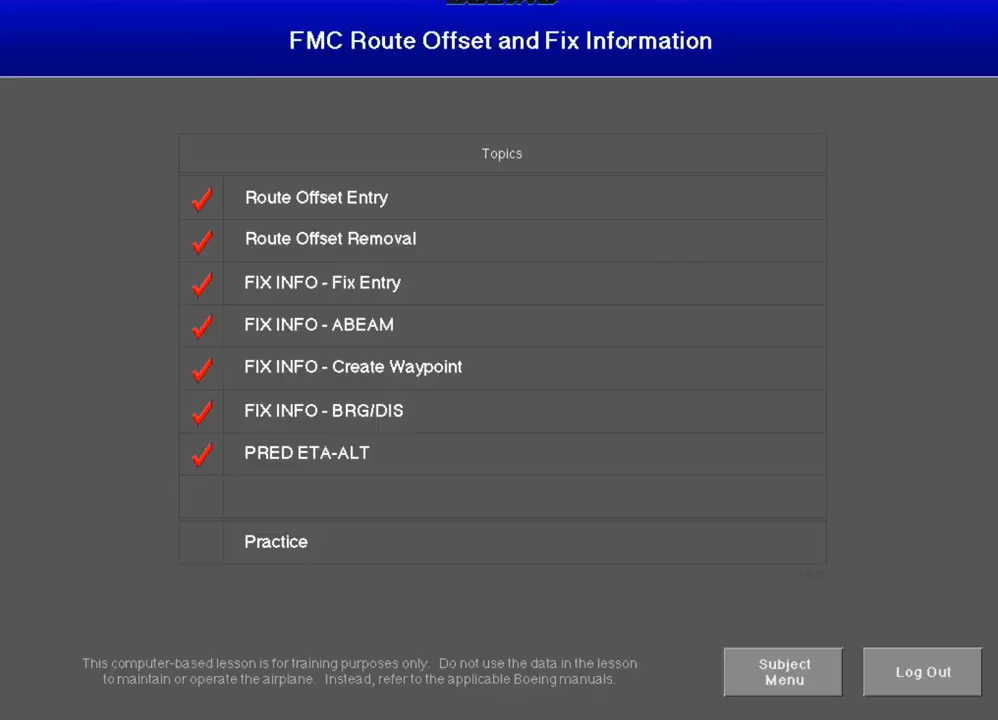 FMC Route Offset and Fix Information
Topics
Route Offset Entry
Route Offset Removal
FIX INFO - Fix Entry
FIX INFO - ABEAM
FIX INFO - Create Waypoint
FIX INFO - BRG/DIS
PRED ETA-ALT
Practice
This computer-based lesson is for training purposes only. Do not use the data in the lesson
to maintain or operate the airplane. Instead, refer to the applicable Boeing manuals.
Subject
Menu
Log Out